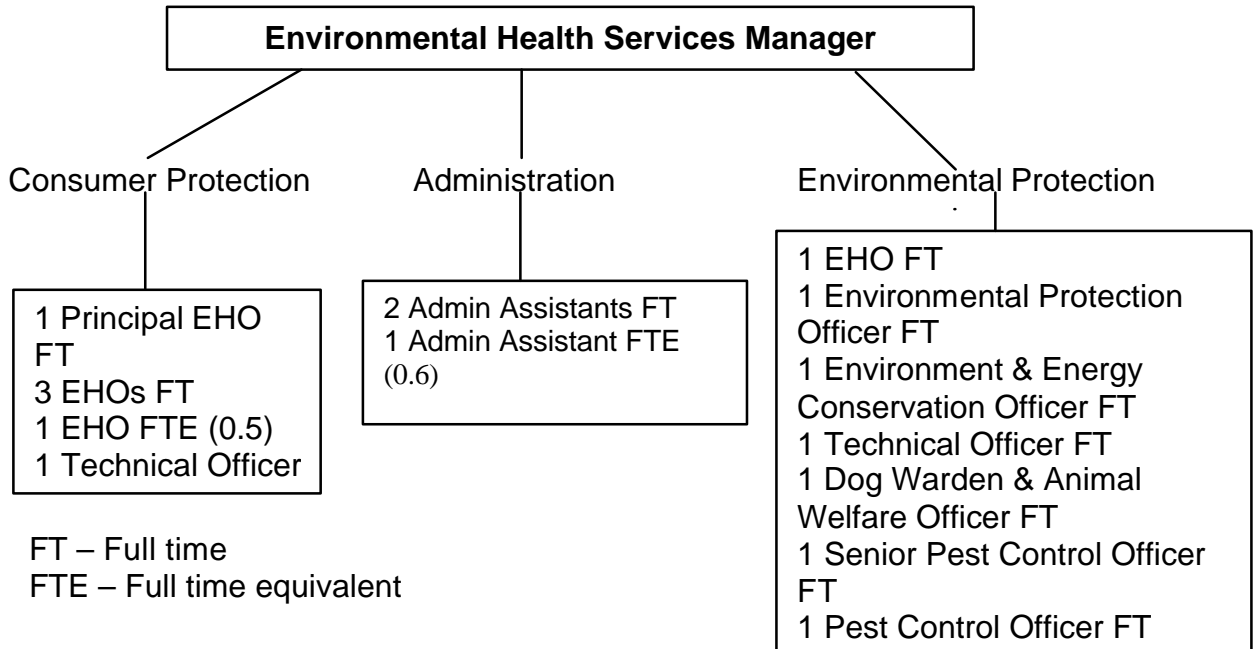 Environmental Health Services Manager
Consumer Protection
Administration
Environmental Protection
1 Principal EHO
FT
3 EHOs FT
1 EHO FTE (0.5)
1 Technical Officer
2 Admin Assistants FT
1 Admin Assistant FTE
(0.6)
1 EHO FT
1 Environmental Protection
Officer FT
1 Environment & Energy
Conservation Officer FT
1 Technical Officer FT
1 Dog Warden & Animal
Welfare Officer FT
1 Senior Pest Control Officer
FT
1 Pest Control Officer FT
FT – Full time
FTE – Full time equivalent